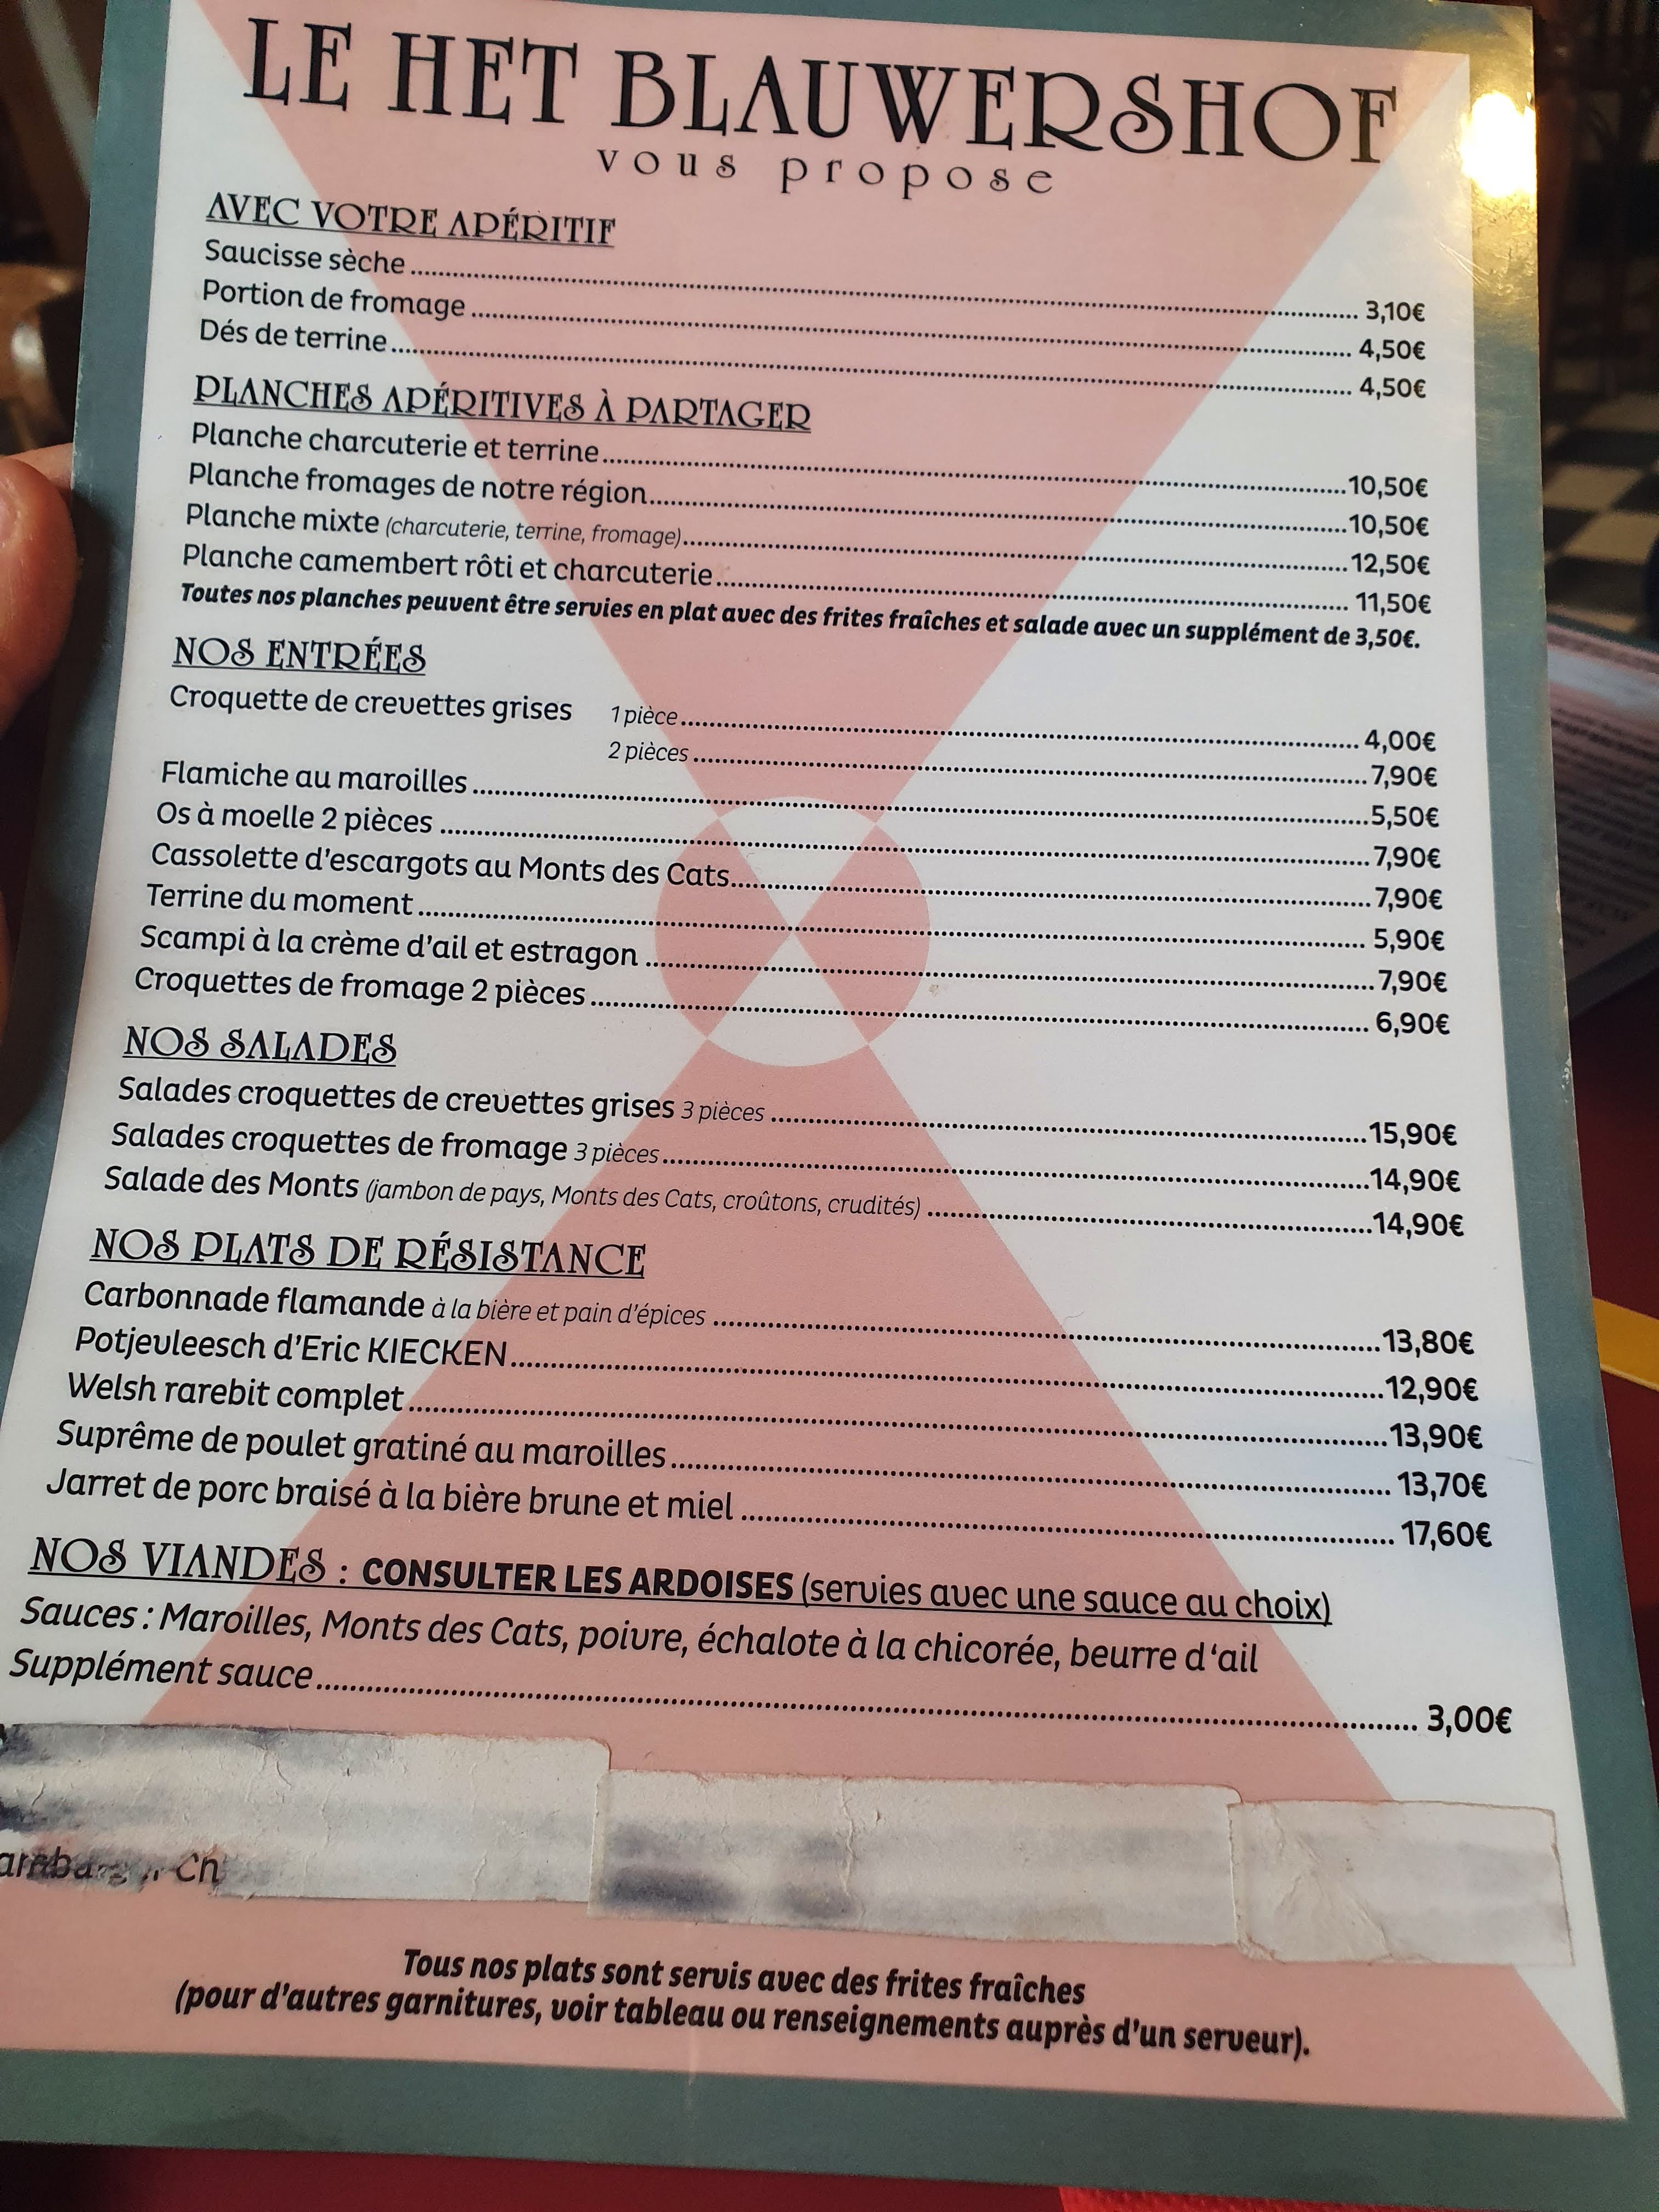 LE HET BLAUWERSHOF
vous propose
AVEC VOTRE APÉRITIF
Saucisse sèche 3,10€
Portion de fromage 4,50€
Dés de terrine 4,50€
PLANCHES APÉRITIVES À PARTAGER
Planche charcuterie et terrine 10,50€
Planche fromages de notre région 10,50€
Planche mixte (charcuterie, terrine, fromage) 12,50€
Planche camembert rôti et charcuterie 11,50€
Toutes nos planches peuvent être servies en plat avec des frites fraîches et salade avec un supplément de 3,50€.
NOS ENTRÉES
Croquette de crevettes grises 1 pièce 4,00€
2 pièces 7,90€
Flamiche au maroilles 5,50€
Os à moelle 2 pièces 7,90€
Cassolette d'escargots au Monts des Cats 7,90€
Terrine du moment 5,90€
Scampi à la crème d'ail et estragon 7,90€
Croquettes de fromage 2 pièces 6,90€
NOS SALADES
Salades croquettes de crevettes grises 3 pièces 15,90€
Salades croquettes de fromage 3 pièces 14,90€
Salade des Monts (jambon de pays, Monts des Cats, croûtons, crudités) 14,90€
NOS PLATS DE RÉSISTANCE
Carbonnade flamande à la bière et pain d'épices 13,80€
Potjevleesch d'Eric KIECKEN 12,90€
Welsh rarebit complet 13,90€
Suprême de poulet gratiné au maroilles 13,70€
Jarret de porc braisé à la bière brune et miel 17,60€
NOS VIANDES : CONSULTER LES ARDOISES (servies avec une sauce au choix)
Sauces : Maroilles, Monts des Cats, poivre, échalote à la chicorée, beurre d'ail
Supplément sauce 3,00€
Tous nos plats sont servis avec des frites fraîches
(pour d'autres garnitures, voir tableau ou renseignements auprès d'un serveur).